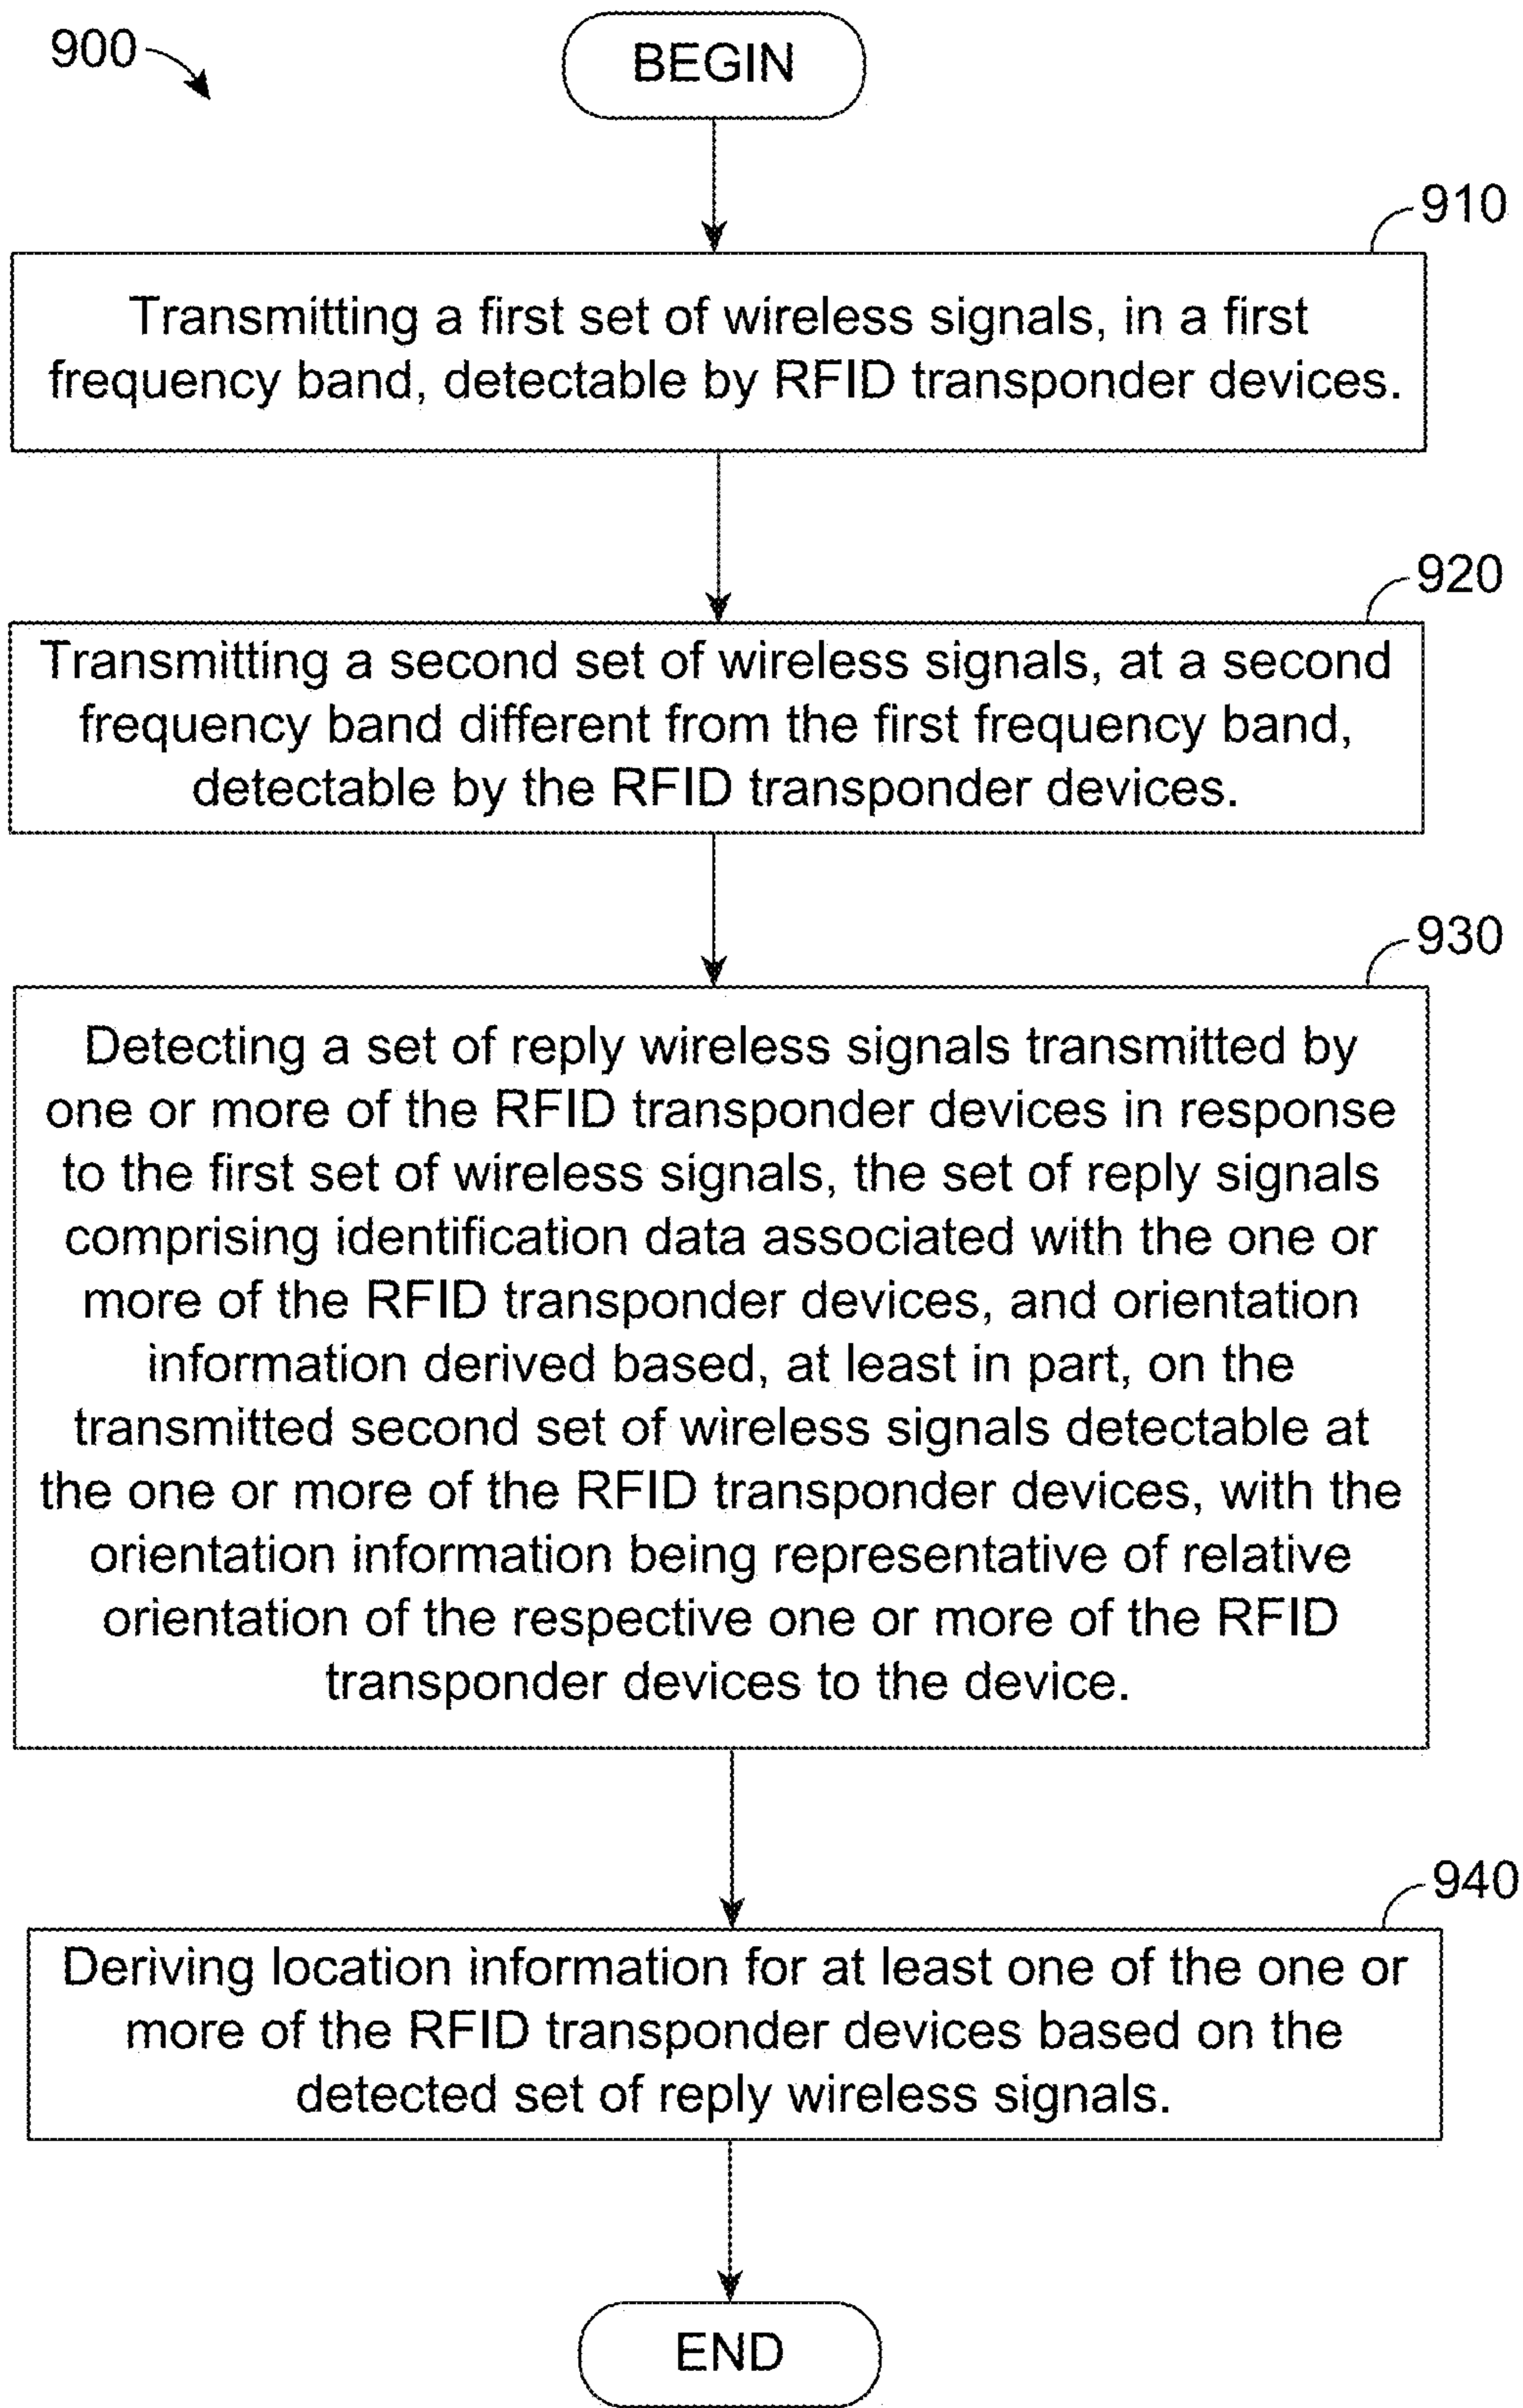 900
BEGIN
910
Transmitting a first set of wireless signals, in a first
frequency band, detectable by RFID transponder devices.
920
Transmitting a second set of wireless signals, at a second
frequency band different from the first frequency band,
detectable by the RFID transponder devices.
930
Detecting a set of reply wireless signals transmitted by
one or more of the RFID transponder devices in response
to the first set of wireless signals, the set of reply signals
comprising identification data associated with the one or
more of the RFID transponder devices, and orientation
information derived based, at least in part, on the
transmitted second set of wireless signals detectable at
the one or more of the RFID transponder devices, with the
orientation information being representative of relative
orientation of the respective one or more of the RFID
transponder devices to the device.
940
Deriving location information for at least one of the one or
more of the RFID transponder devices based on the
detected set of reply wireless signals.
END